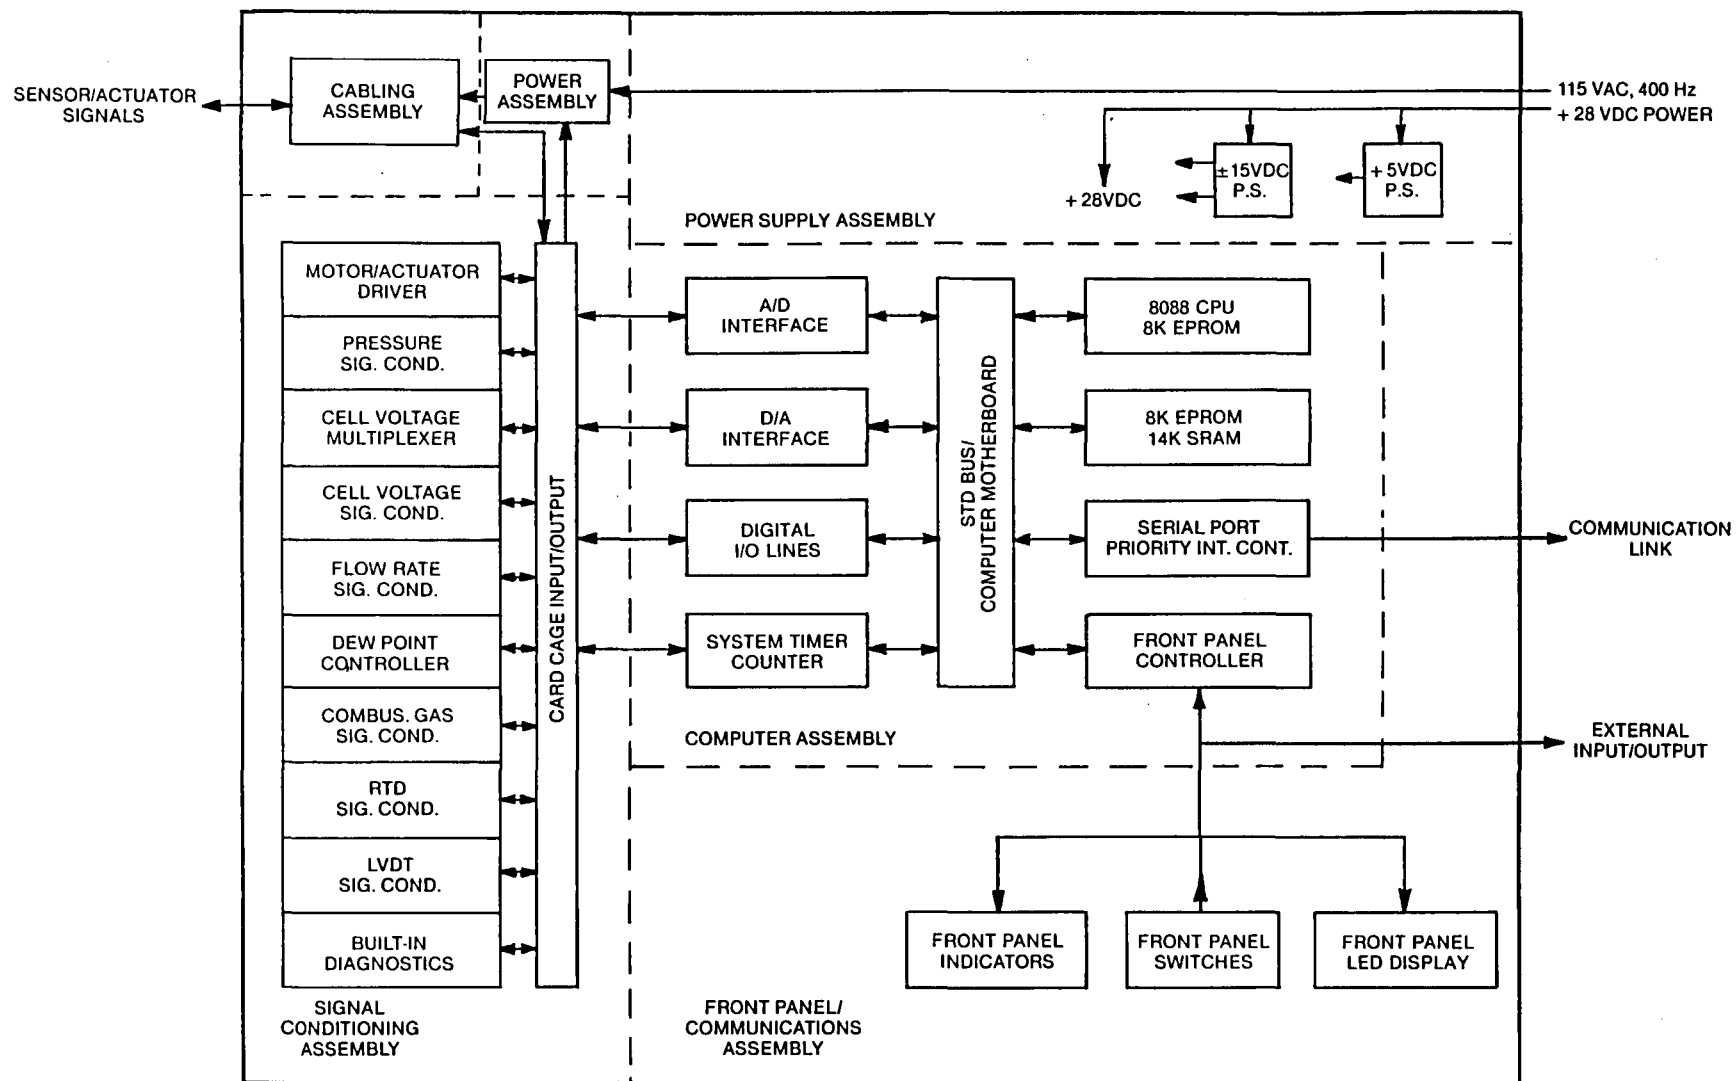 SENSOR/ACTUATOR
SIGNALS
CABLING
ASSEMBLY
POWER
ASSEMBLY
115 VAC, 400 Hz
+ 28 VDC POWER
+ 28VDC
±15VDC
P.S.
+ 5VDC
P.S.
POWER SUPPLY ASSEMBLY
MOTOR/ACTUATOR
DRIVER
PRESSURE
SIG. COND.
CELL VOLTAGE
MULTIPLEXER
CELL VOLTAGE
SIG. COND.
FLOW RATE
SIG. COND.
DEW POINT
CONTROLLER
COMBUS. GAS
SIG. COND.
RTD
SIG. COND.
LVDT
SIG. COND.
BUILT-IN
DIAGNOSTICS
SIGNAL
CONDITIONING
ASSEMBLY
CARD CAGE INPUT/OUTPUT
A/D
INTERFACE
D/A
INTERFACE
DIGITAL
I/O LINES
SYSTEM TIMER
COUNTER
STD BUS/
COMPUTER MOTHERBOARD
8088 CPU
8K EPROM
8K EPROM
14K SRAM
SERIAL PORT
PRIORITY INT. CONT.
FRONT PANEL
CONTROLLER
COMPUTER ASSEMBLY
COMMUNICATION
LINK
EXTERNAL
INPUT/OUTPUT
FRONT PANEL
INDICATORS
FRONT PANEL
SWITCHES
FRONT PANEL
LED DISPLAY
FRONT PANEL/
COMMUNICATIONS
ASSEMBLY